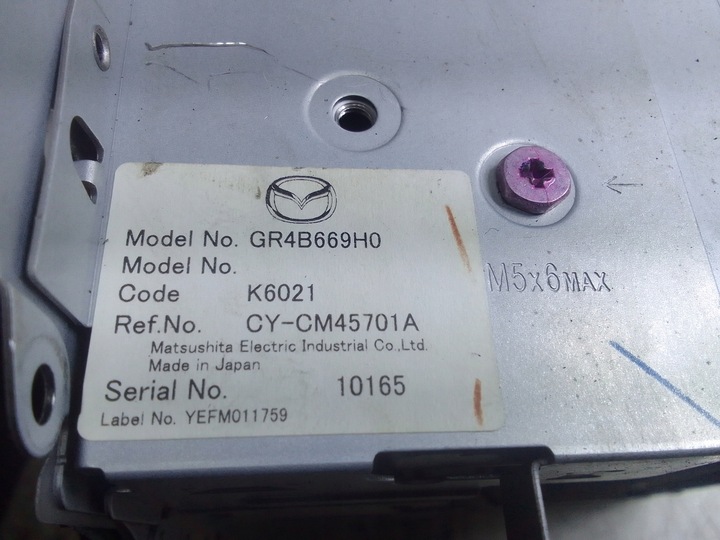 Model No. GR4B669H0
Model No.
Code K6021
Ref.No. CY-CM45701A
Matsushita Electric Industrial Co.,Ltd.
Made in Japan
Serial No. 10165
Label No. YEFM011759
M5x6MAX